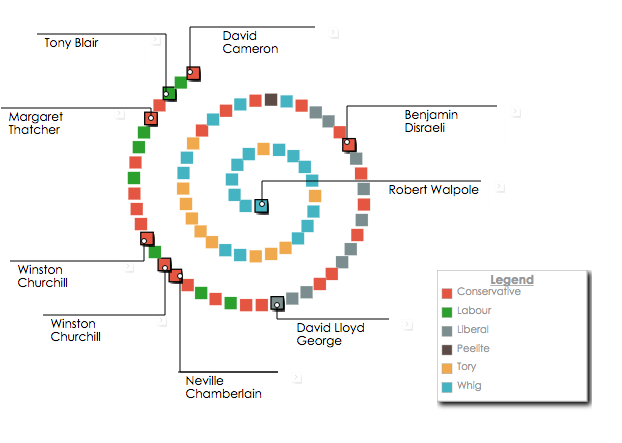 David
Cameron
Tony Blair
Margaret
Thatcher
Benjamin
Disraeli
Robert Walpole
Winston
Churchill
Winston
Churchill
David Lloyd
George
Neville
Chamberlain
Legend
Conservative
Labour
Liberal
Peelite
Tory
Whig